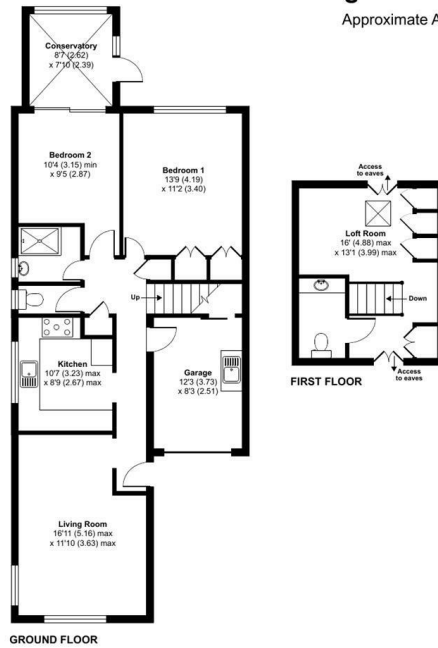 Approximate A
Conservatory
8'7 (2.62)
x 7'10 (2.39)
Bedroom 2
10'4 (3.15) min
x 9'5 (2.87)
Bedroom 1
13'9 (4.19)
x 11'2 (3.40)
Access
to eaves
Loft Room
16' (4.88) max
x 13'1 (3.99) max
Up
Down
Kitchen
10'7 (3.23) max
x 8'9 (2.67) max
Garage
12'3 (3.73)
x 8'3 (2.51)
Access
to eaves
FIRST FLOOR
Living Room
16'11 (5.16) max
x 11'10 (3.63) max
GROUND FLOOR